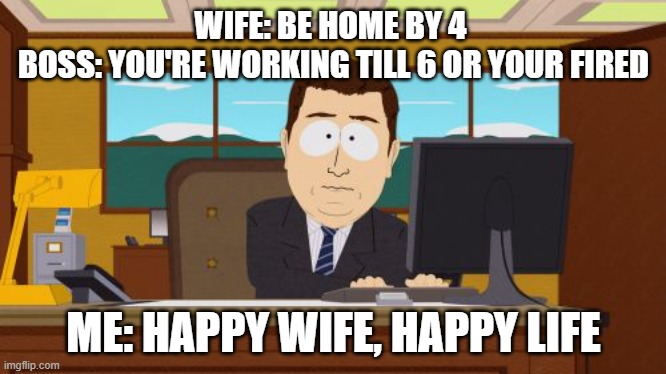 WIFE: BE HOME BY 4
BOSS: YOU'RE WORKING TILL 6 OR YOUR FIRED
ME: HAPPY WIFE, HAPPY LIFE
imgflip.com